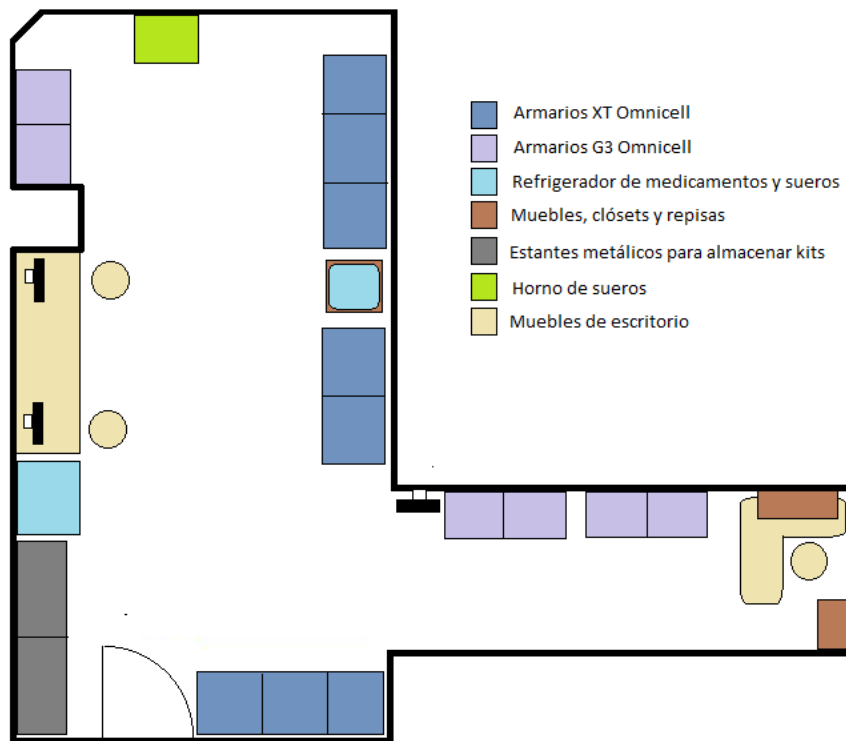 Armarios XT Omnicell
Armarios G3 Omnicell
Refrigerador de medicamentos y sueros
Muebles, clósets y repisas
Estantes metálicos para almacenar kits
Horno de sueros
Muebles de escritorio